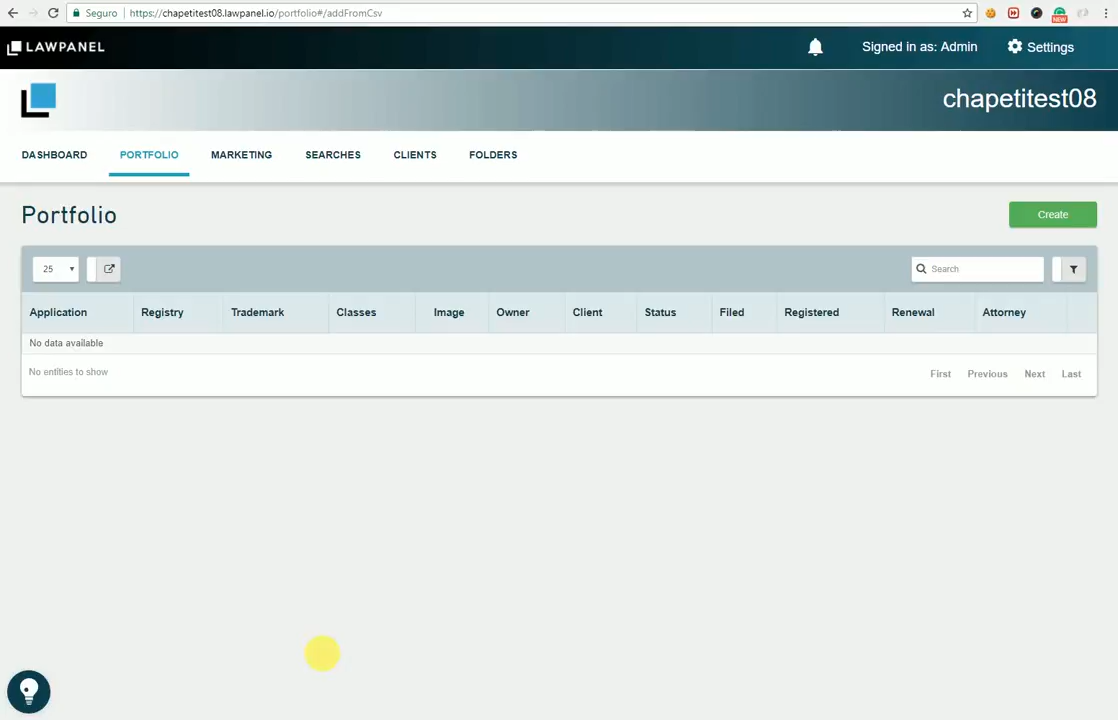 Seguro
https://chapetitest08.lawpanel.io/portfolio#/addFromCsv
NEW
LAWPANEL
Signed in as: Admin
Settings
chapetitest08
DASHBOARD
PORTFOLIO
MARKETING
SEARCHES
CLIENTS
FOLDERS
Portfolio
Create
25
Search
Application
Registry
Trademark
Classes
Image
Owner
Client
Status
Filed
Registered
Renewal
Attorney
No data available
No entities to show
First
Previous
Next
Last